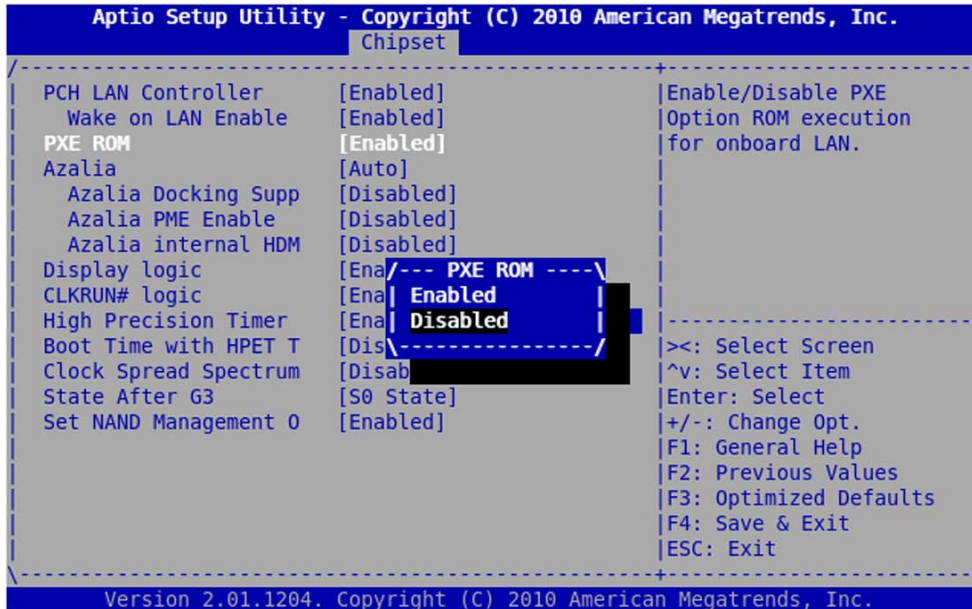 Aptio Setup Utility - Copyright (C) 2010 American Megatrends, Inc.
Chipset
PCH LAN Controller [Enabled]
Wake on LAN Enable [Enabled]
PXE ROM [Enabled]
Azalia [Auto]
Azalia Docking Supp [Disabled]
Azalia PME Enable [Disabled]
Azalia internal HDM [Disabled]
Display logic [Ena
CLKRUN# logic [Ena
High Precision Timer [Ena
Boot Time with HPET T [Dis
Clock Spread Spectrum [Disab
State After G3 [S0 State]
Set NAND Management O [Enabled]
/--- PXE ROM ----\
Enabled
Disabled
Enable/Disable PXE
Option ROM execution
for onboard LAN.
><: Select Screen
^v: Select Item
Enter: Select
+/-: Change Opt.
F1: General Help
F2: Previous Values
F3: Optimized Defaults
F4: Save & Exit
ESC: Exit
Version 2.01.1204. Copyright (C) 2010 American Megatrends, Inc.